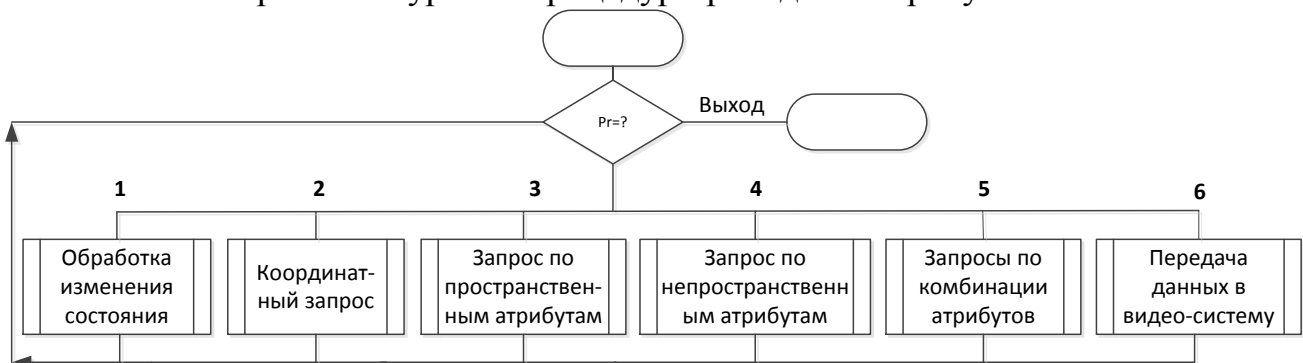 Pr=?
Выход
1
2
3
4
5
6
Обработка
изменения
состояния
Координат-
ный запрос
Запрос по
пространствен-
ным атрибутам
Запрос по
непространственн
ым атрибутам
Запросы по
комбинации
атрибутов
Передача
данных в
видео-систему